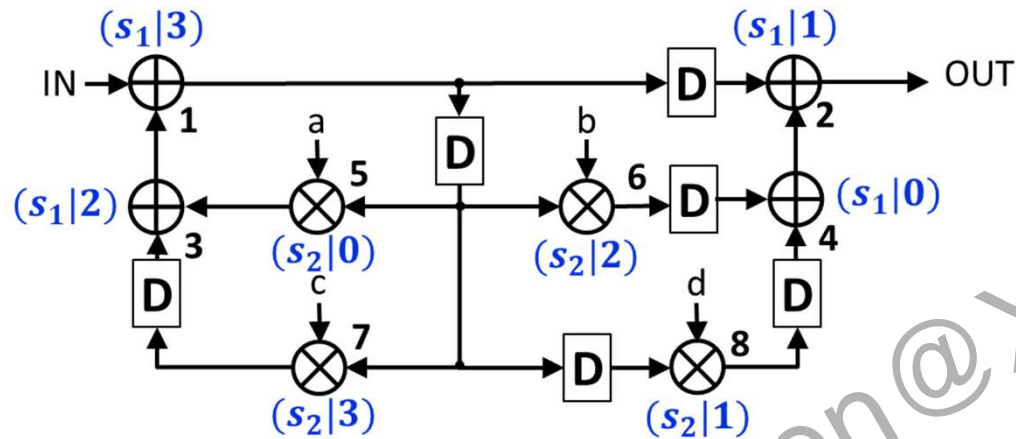 (s₁|3)
(s₁|1)
IN
D
OUT
1
2
a
D
b
5
6
D
(s₁|2)
(s₁|0)
3
4
(s₂|0)
(s₂|2)
D
c
d
D
7
D
8
(s₂|3)
(s₂|1)